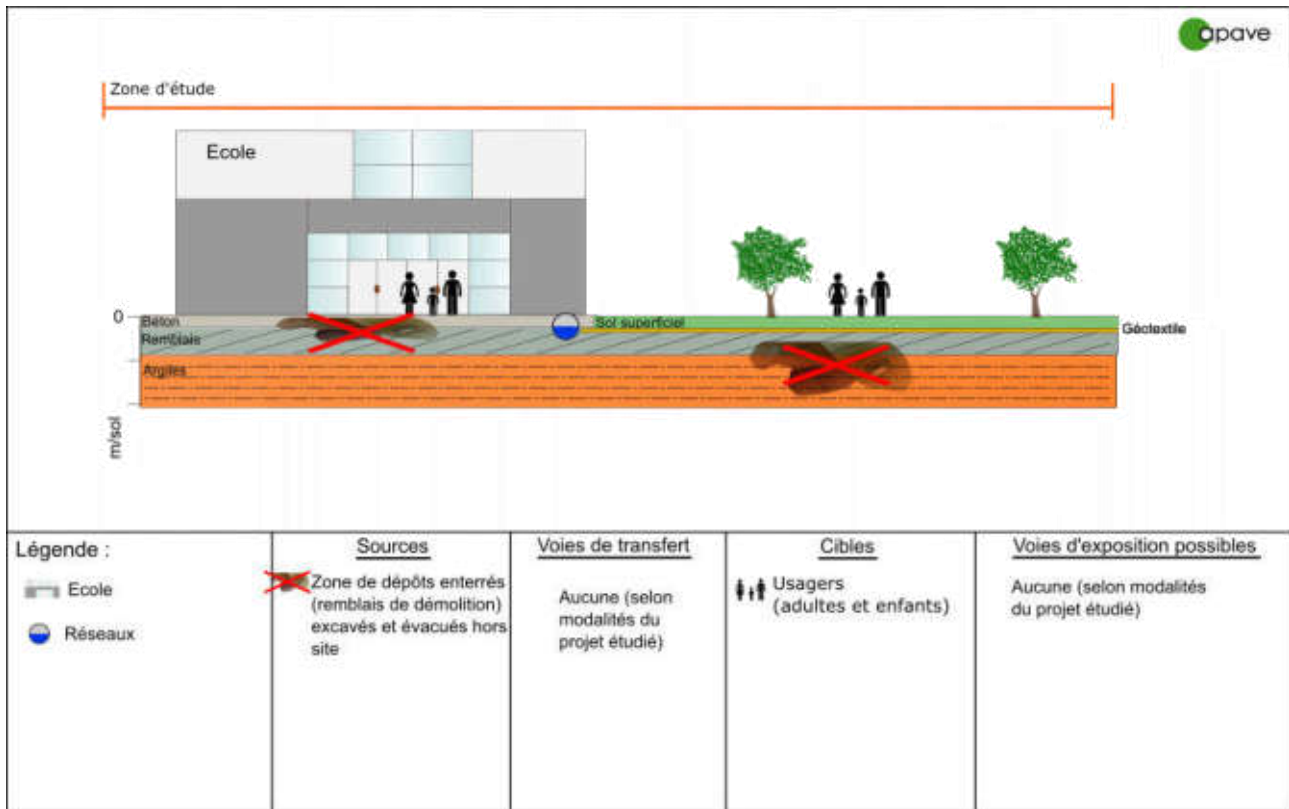 apave
Zone d'étude
Ecole
0
Béton
Sol superficiel
Géotextile
Remblais
Argiles
m/sol
Légende :
Ecole
Réseaux
Sources
Zone de dépôts enterrés
(remblais de démolition)
excavés et évacués hors
site
Voies de transfert
Aucune (selon
modalités du
projet étudié)
Cibles
Usagers
(adultes et enfants)
Voies d'exposition possibles
Aucune (selon modalités
du projet étudié)